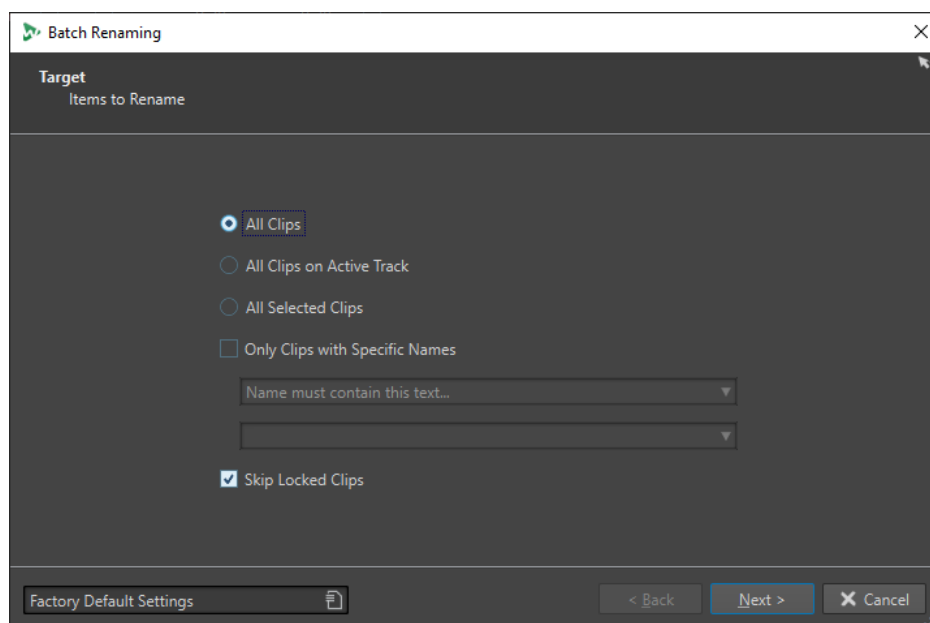 Batch Renaming
Target
Items to Rename
All Clips
All Clips on Active Track
All Selected Clips
Only Clips with Specific Names
Name must contain this text...
Skip Locked Clips
Factory Default Settings
< Back
Next >
Cancel